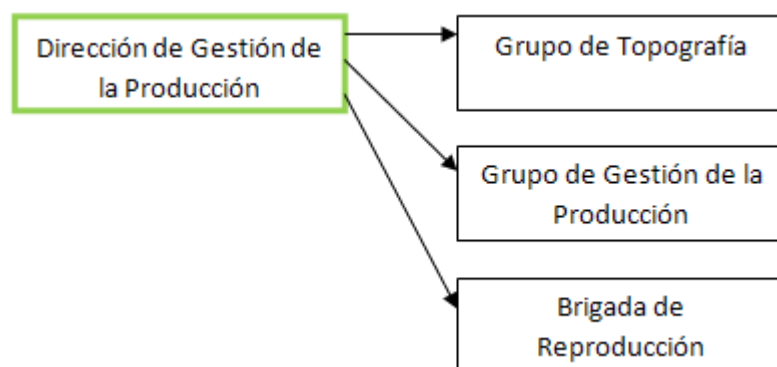 Dirección de Gestión de
la Producción
Grupo de Topografía
Grupo de Gestión de la
Producción
Brigada de
Reproducción